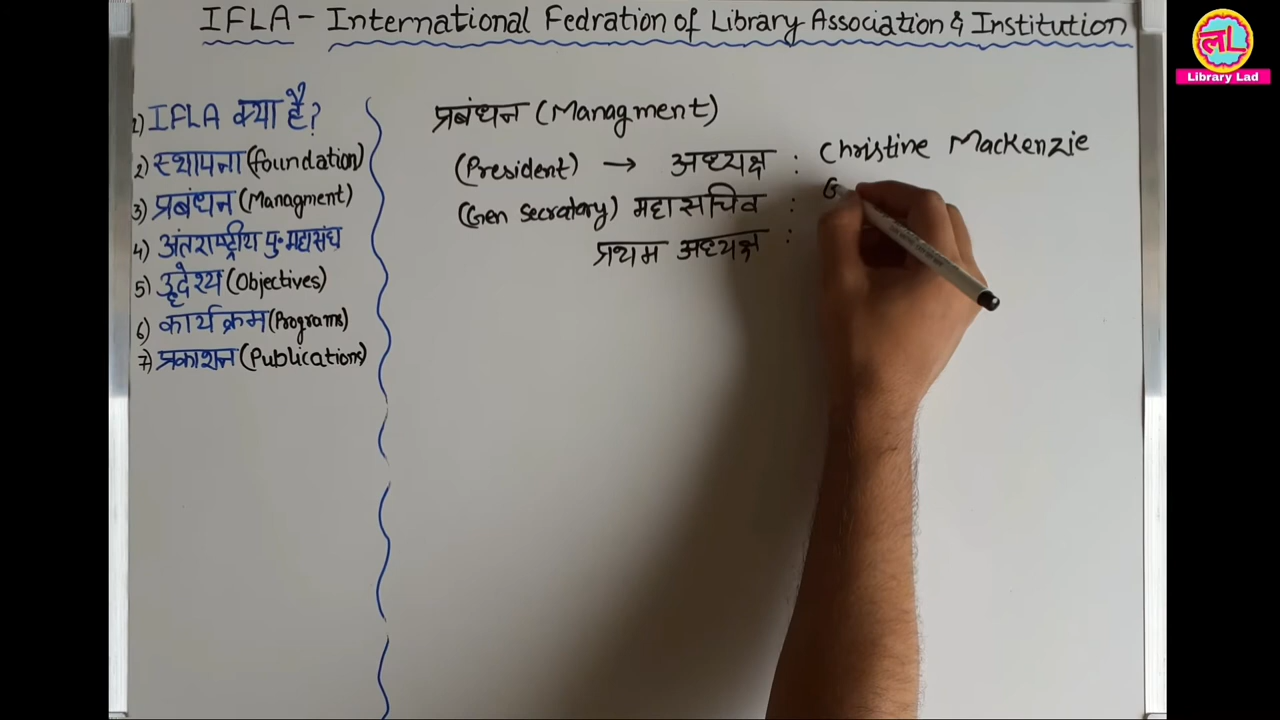 IFLA - International Fedration of Library Association & Institution
लL
Library Lad
1) IFLA क्या है?
2) स्थापना (foundation)
3) प्रबंधन (Managment)
4) अंतराष्ट्रीय पु. महासंघ
5) उद्देश्य (Objectives)
6) कार्यक्रम (Programs)
7) प्रकाशन (Publications)
प्रबंधन (Managment)
(President) → अध्यक्ष : Christine MacKenzie
(Gen Secratory) महासचिव : G
प्रथम अध्यक्ष :